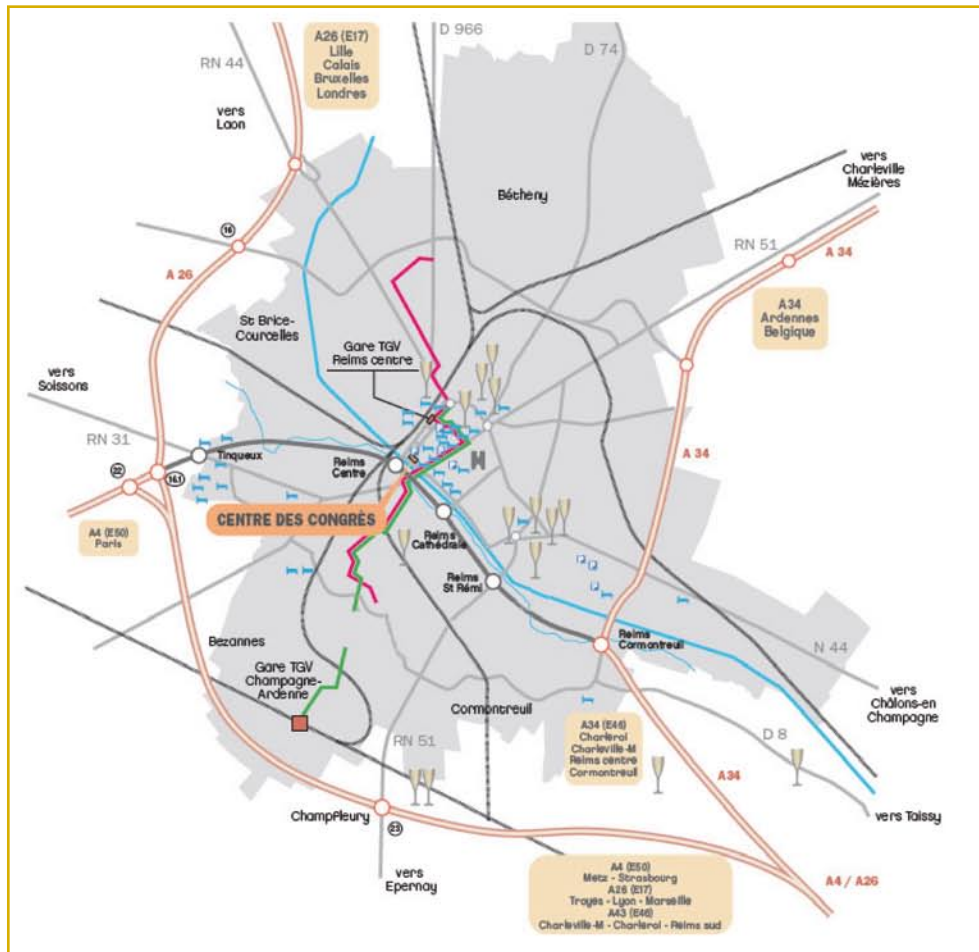 D 966
A26 (E17)
Lille
Calais
Bruxelles
Londres
RN 44
D 74
vers
Laon
Bétheny
vers
Charleville
Mézières
RN 51
16
A 26
A 34
A34
Ardennes
Belgique
St Brice-
Courcelles
Gare TGV
Reims centre
vers
Soissons
RN 31
Tinqueux
Reims
Centre
M
A 34
22
161
CENTRE DES CONGRÈS
A4 (E50)
Paris
Reims
Cathédrale
Reims
St Rémi
Bezannes
Reims
Cormontreuil
N 44
Gare TGV
Champagne-
Ardenne
Cormontreuil
vers
Châlons-en
Champagne
RN 51
A34 (E46)
Charleroi
Charleville-M
Reims centre
Cormontreuil
D 8
A34
Champfleury
23
vers Taissy
vers
Epernay
A4 (E50)
Metz - Strasbourg
A26 (E17)
Troyes - Lyon - Marseille
A43 (E46)
Charleville-M - Charleroi - Reims sud
A4 / A26